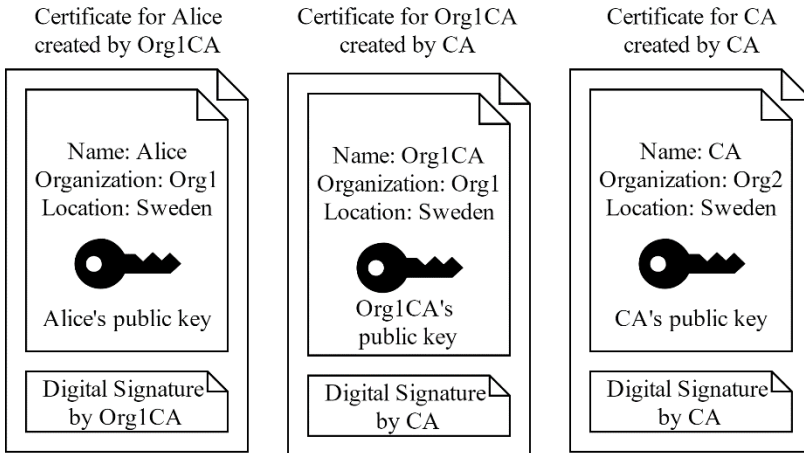 Certificate for Alice
created by Org1CA
Name: Alice
Organization: Org1
Location: Sweden
Alice's public key
Digital Signature
by Org1CA
Certificate for Org1CA
created by CA
Name: Org1CA
Organization: Org1
Location: Sweden
Org1CA's
public key
Digital Signature
by CA
Certificate for CA
created by CA
Name: CA
Organization: Org2
Location: Sweden
CA's public key
Digital Signature
by CA